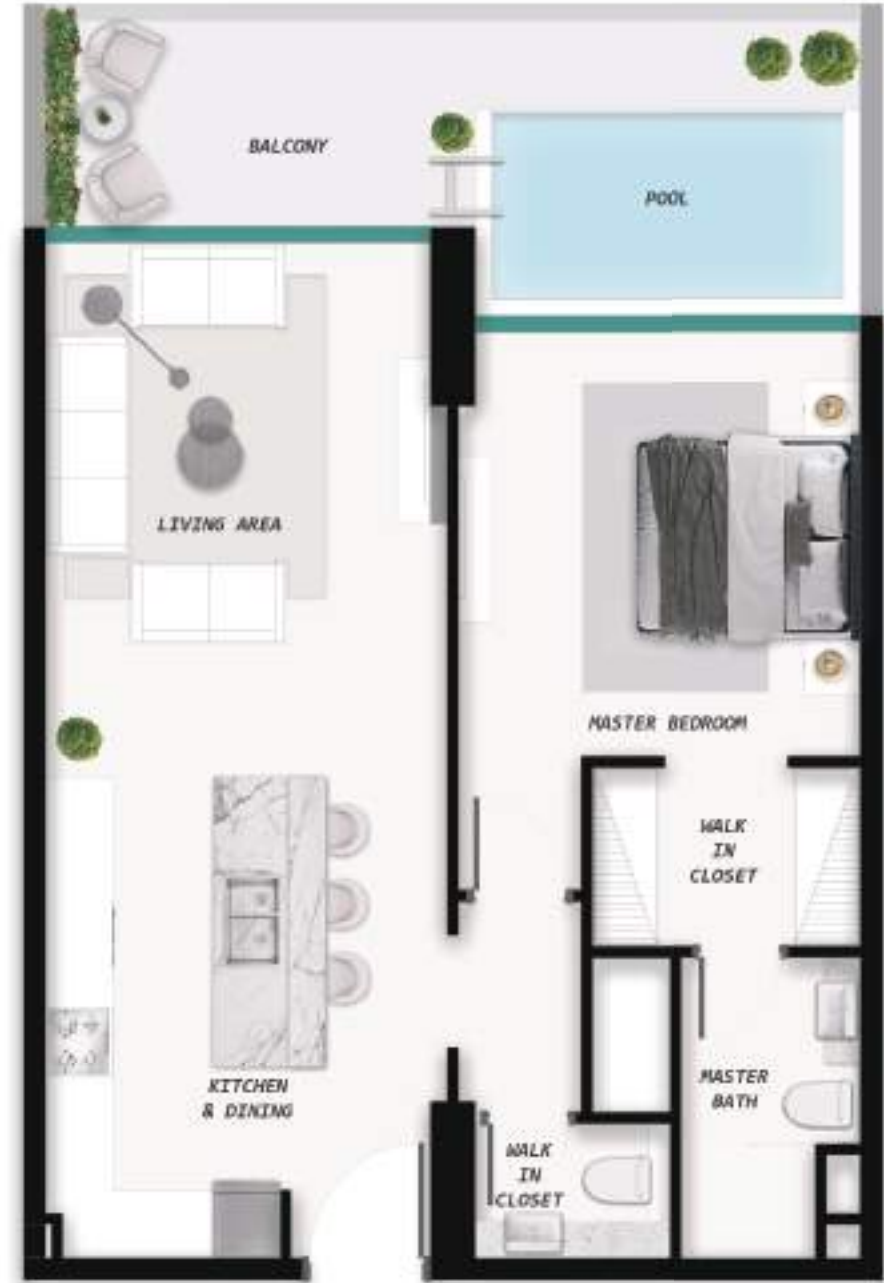 BALCONY
POOL
LIVING AREA
MASTER BEDROOM
WALK
IN
CLOSET
KITCHEN
& DINING
MASTER
BATH
WALK
IN
CLOSET